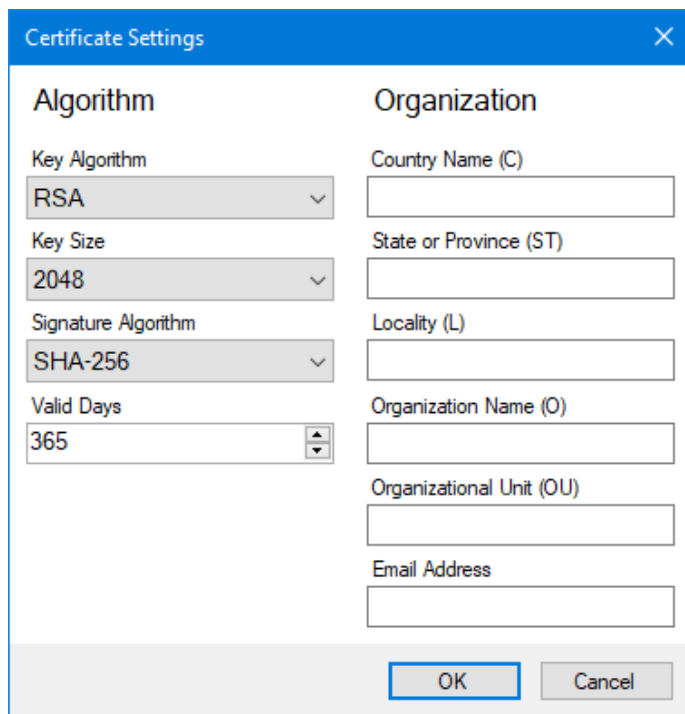 Certificate Settings
Algorithm
Key Algorithm
RSA
Key Size
2048
Signature Algorithm
SHA-256
Valid Days
365
Organization
Country Name (C)
State or Province (ST)
Locality (L)
Organization Name (O)
Organizational Unit (OU)
Email Address
OK
Cancel